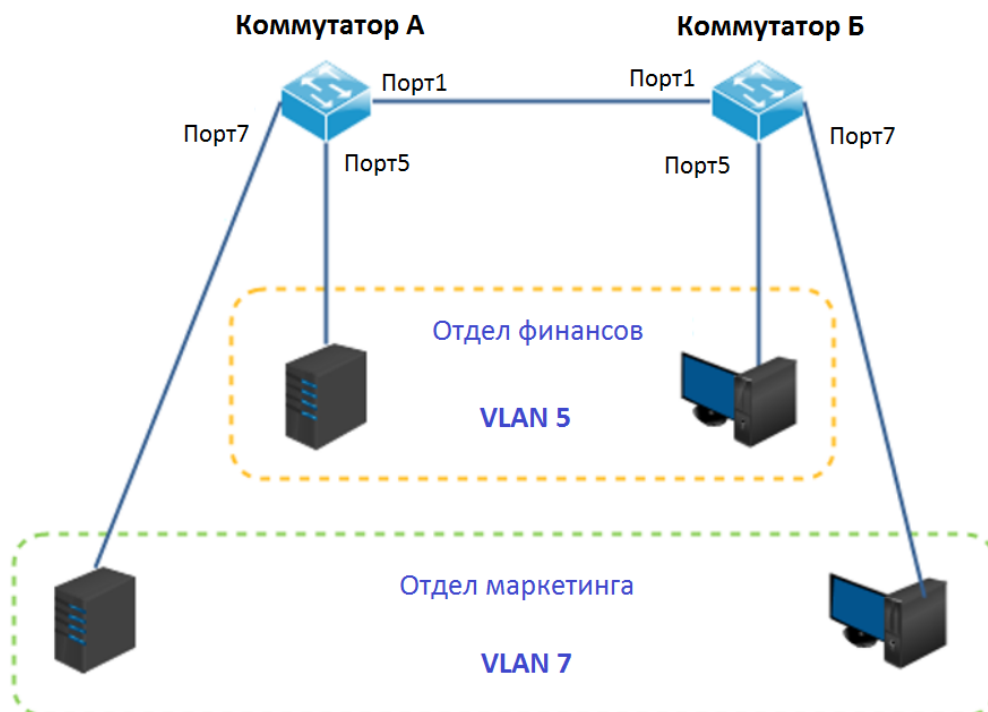 Коммутатор А
Коммутатор Б
Порт1
Порт1
Порт7
Порт7
Порт5
Порт5
Отдел финансов
VLAN 5
Отдел маркетинга
VLAN 7